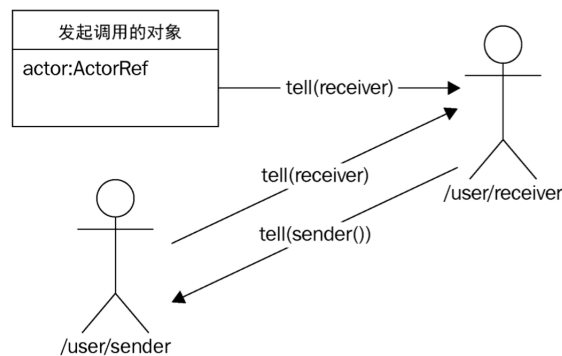 发起调用的对象
actor:ActorRef
tell(receiver)
tell(receiver)
/user/receiver
tell(sender())
/user/sender